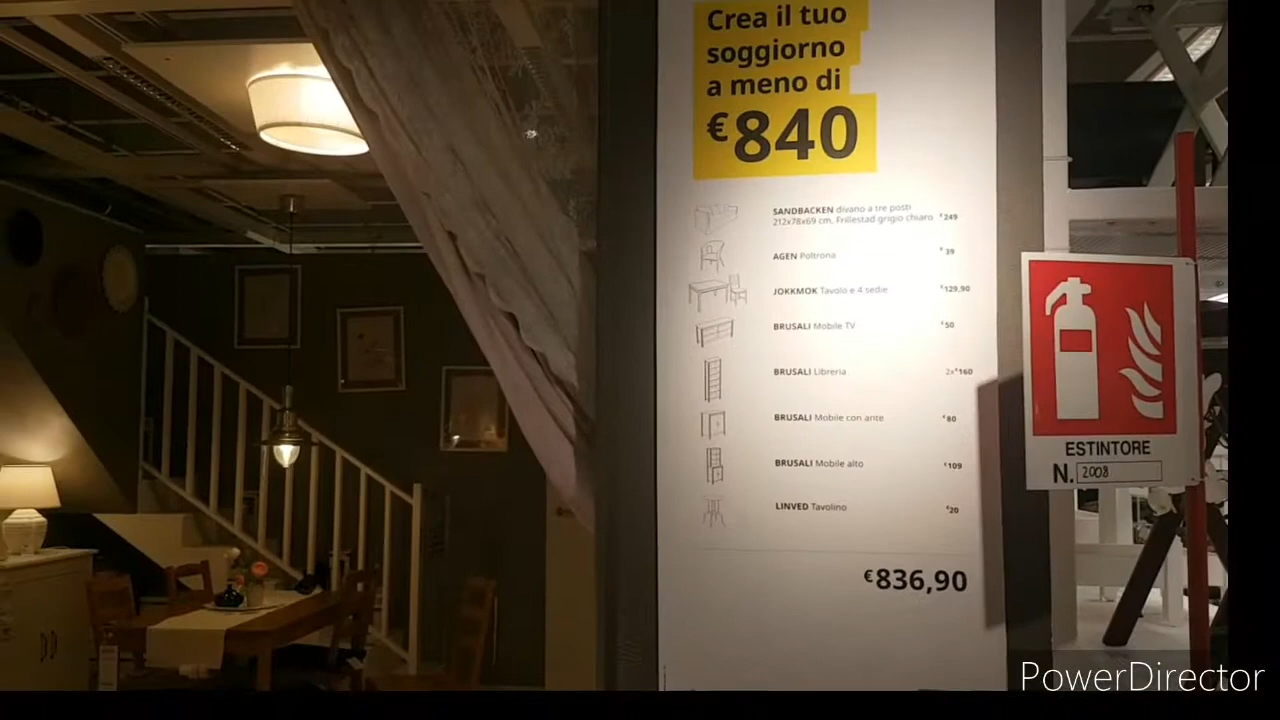 Crea il tuo
soggiorno
a meno di
€840
SANDBACKEN divano a tre posti
212x78x69 cm, Frillestad grigio chiaro €249
AGEN Poltrona €39
JOKKMOK Tavolo e 4 sedie €129,90
BRUSALI Mobile TV €50
BRUSALI Libreria 2x€160
BRUSALI Mobile con ante €80
BRUSALI Mobile alto €109
LINVED Tavolino €20
€836,90
ESTINTORE
N. 2008
PowerDirector